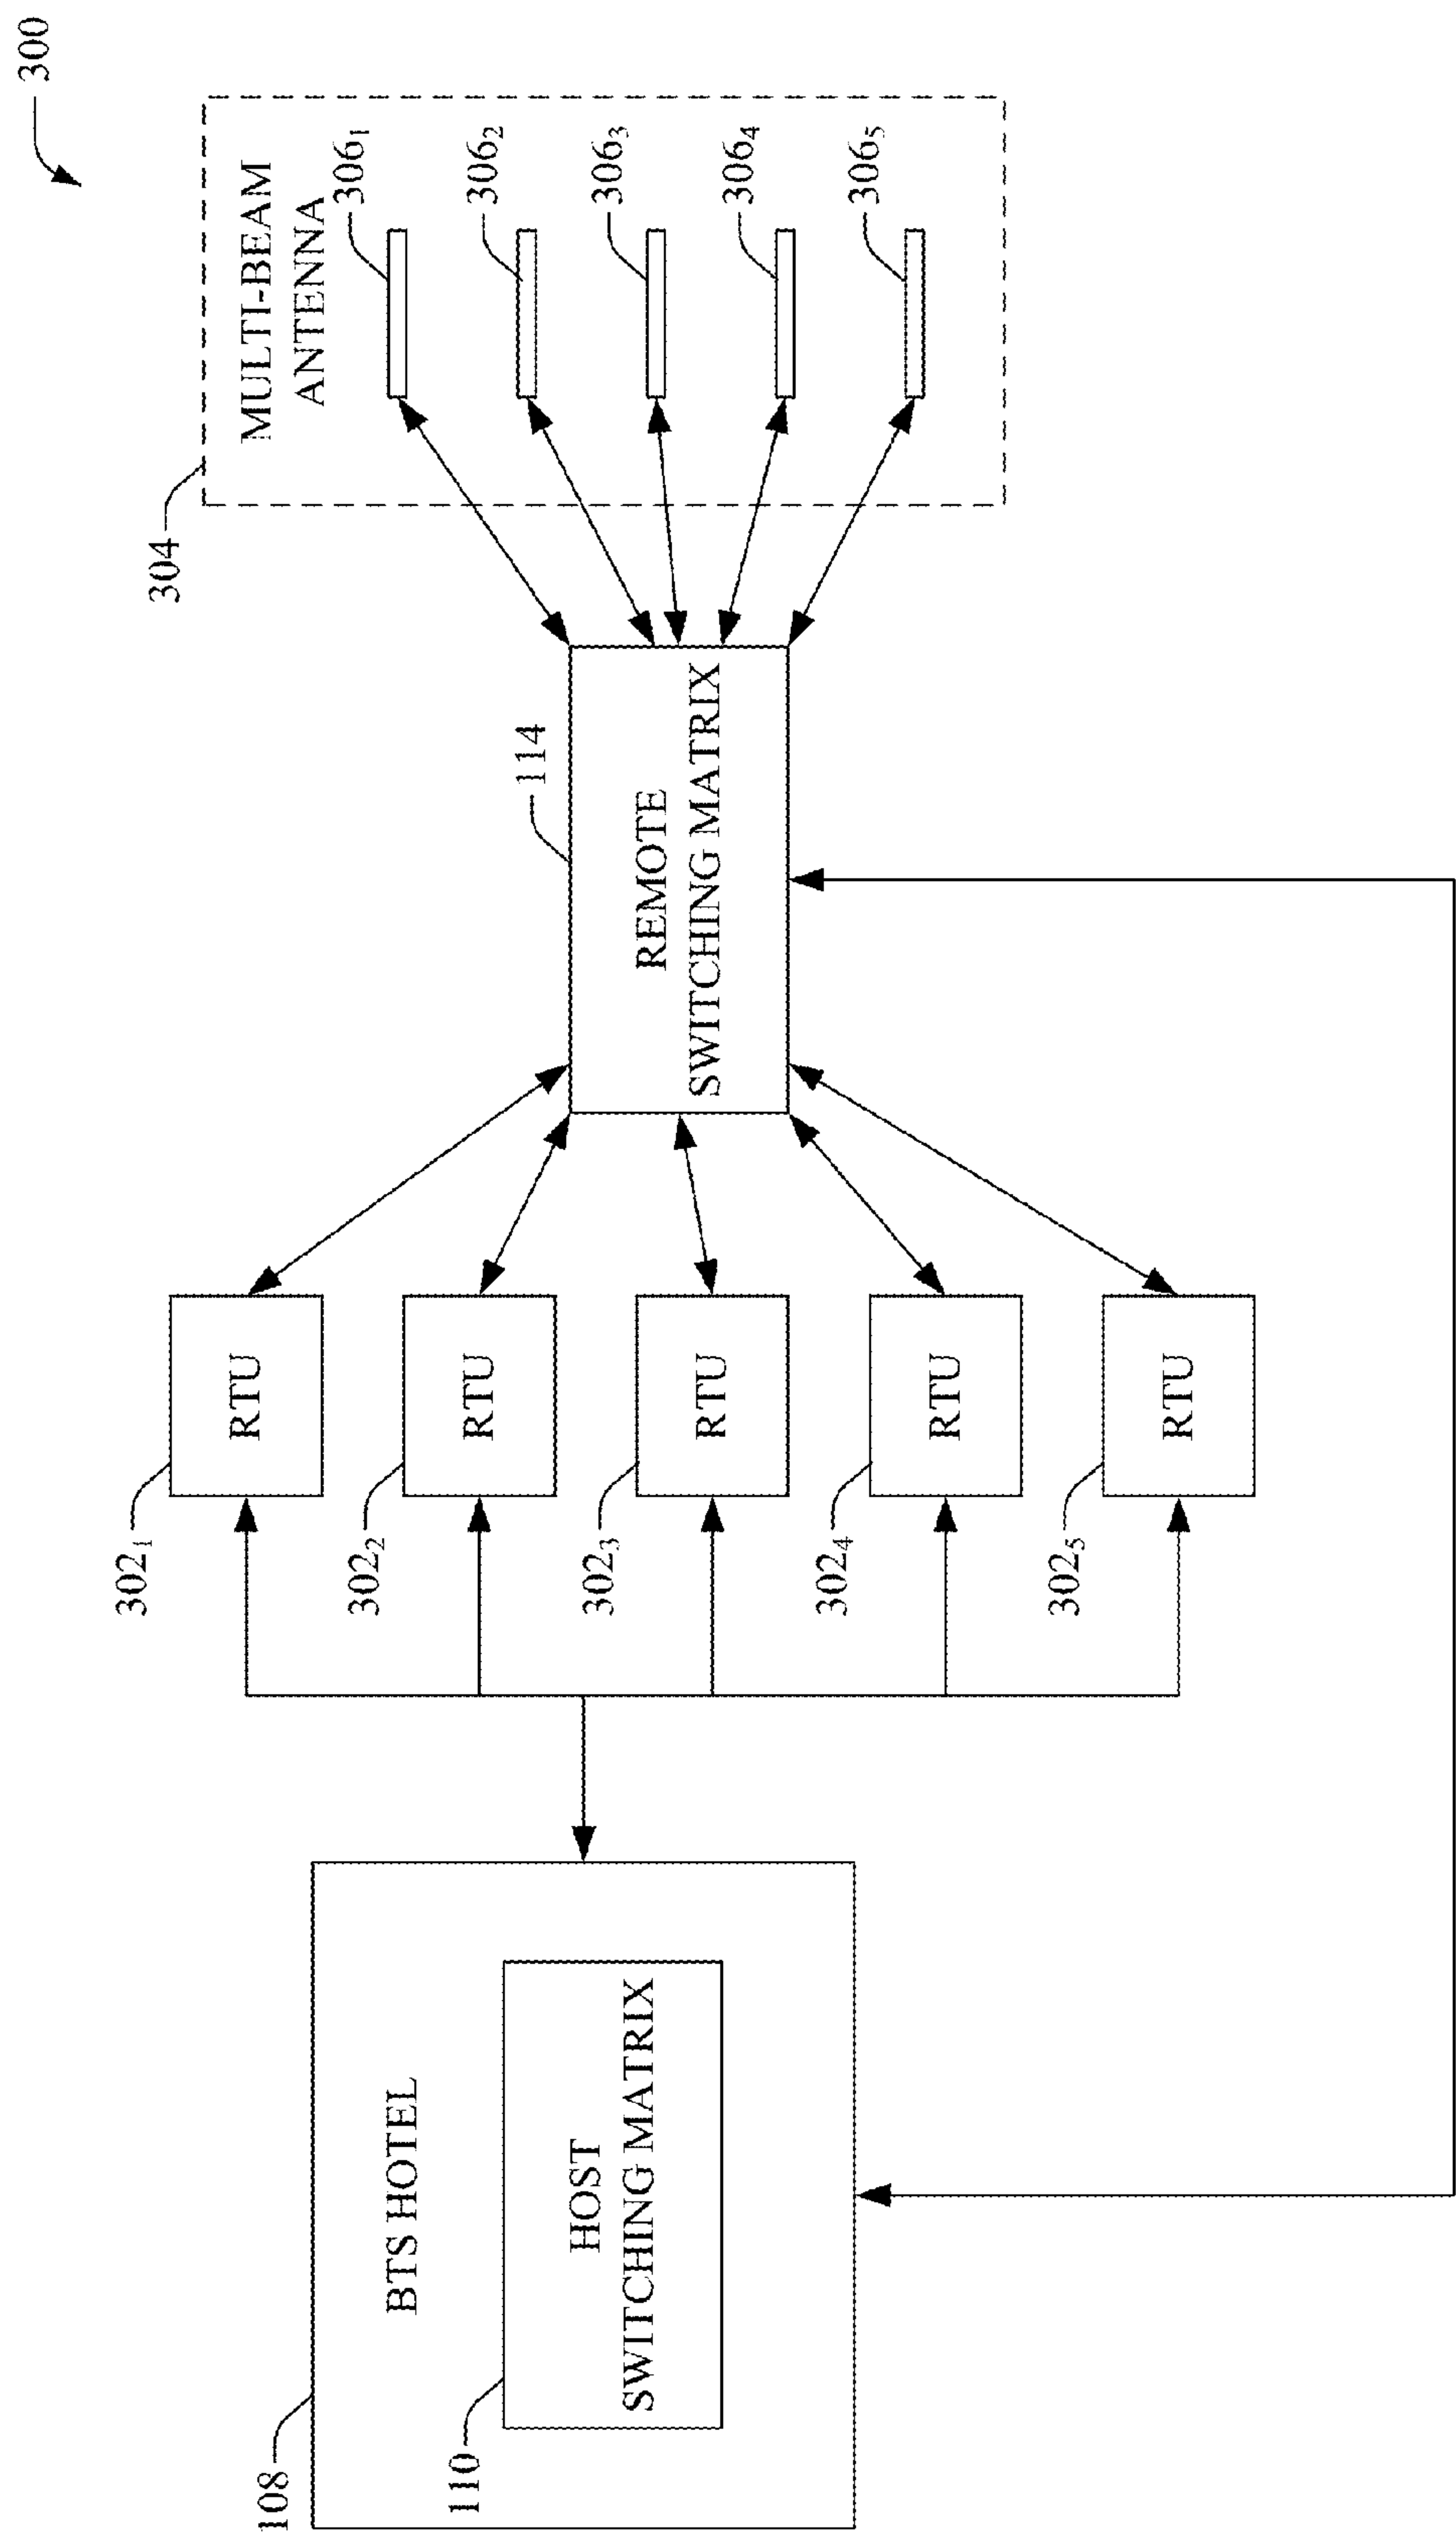 300
304
MULTI-BEAM
ANTENNA
306₁
306₂
306₃
306₄
306₅
114
REMOTE
SWITCHING MATRIX
302₁
RTU
302₂
RTU
302₃
RTU
302₄
RTU
302₅
RTU
108
BTS HOTEL
110
HOST
SWITCHING MATRIX